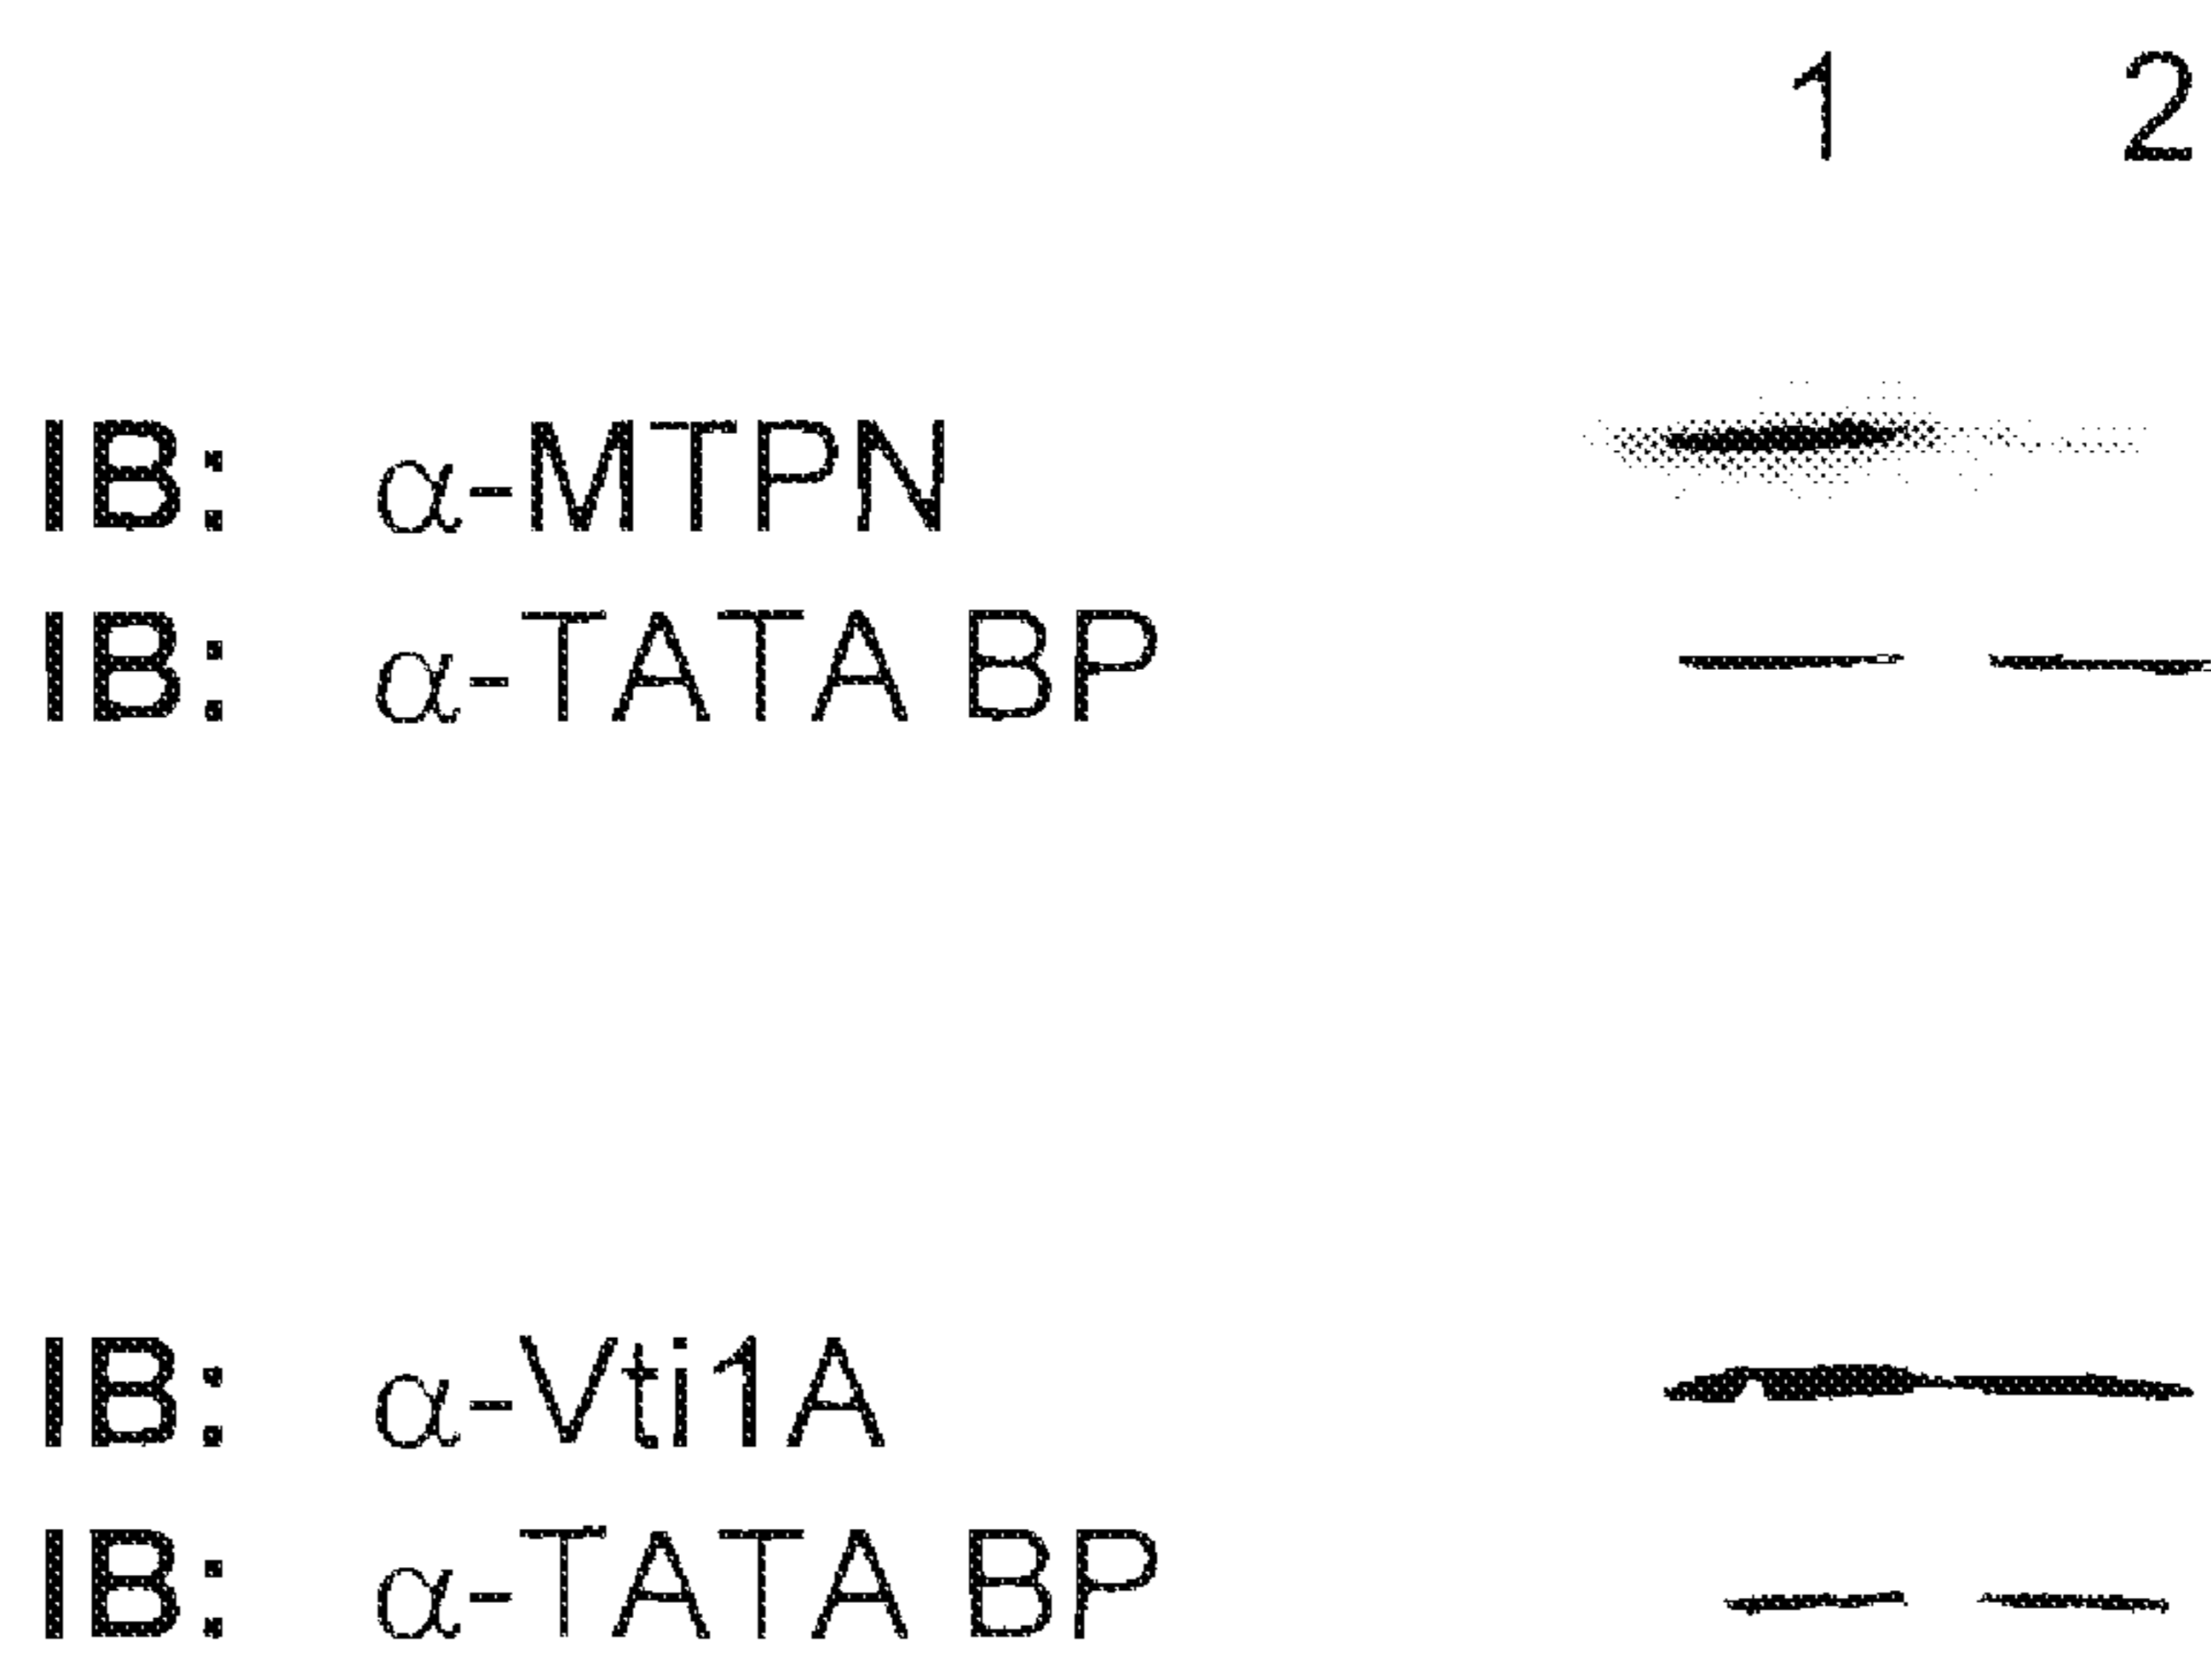 1 2
IB: α-MTPN
IB: α-TATA BP
IB: α-Vti1A
IB: α-TATA BP